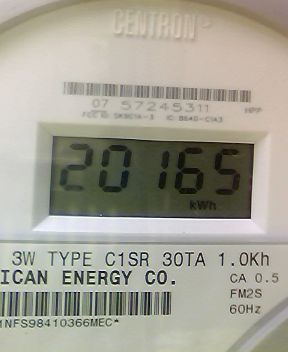 CENTRON
07 57245311
20165
kWh
3W TYPE C1SR 30TA 1.0Kh
ICAN ENERGY CO.
CA 0.5
FM2S
60Hz
1NFS98410366MEC*